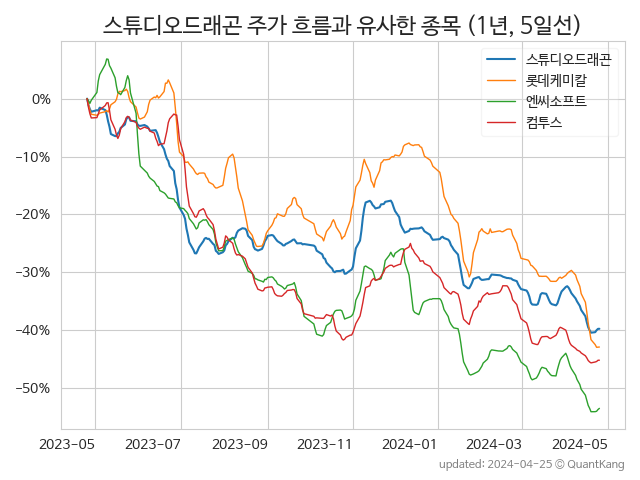 스튜디오드래곤 주가 흐름과 유사한 종목 (1년, 5일선)
스튜디오드래곤
롯데케미칼
엔씨소프트
컴투스
0%
−10%
−20%
−30%
−40%
−50%
2023−05 2023−07 2023−09 2023−11 2024−01 2024−03 2024−05
updated: 2024-04-25 © QuantKang